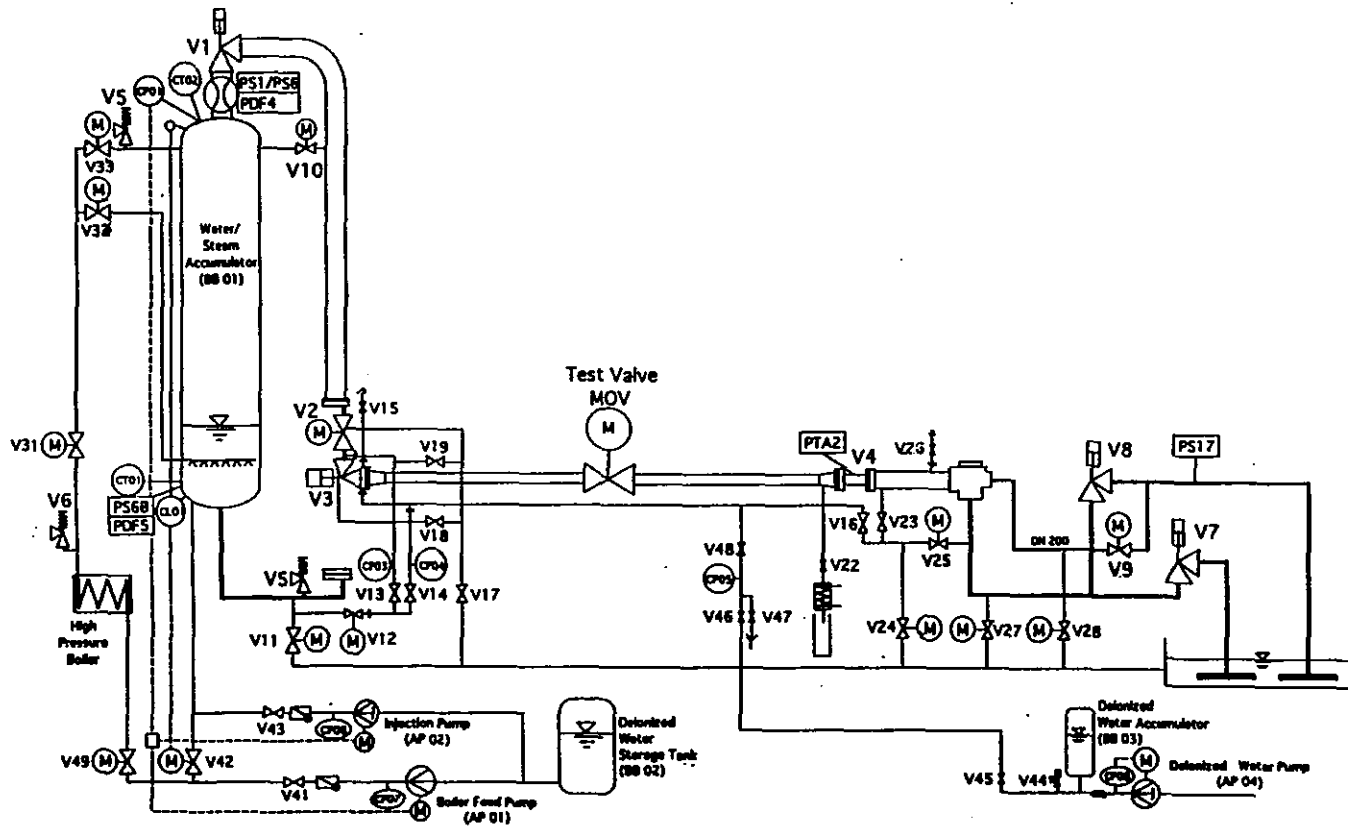 V1
PS1/PS6
PDF4
CT02
CP01
V5
M
V33
M
V10
M
V32
Water/
Steam
Accumulator
(BB 01)
Test Valve
MOV
M
V2
M
V15
V19
V3
V18
PTA2
V4
V26
V8
PS17
V7
V31
M
V6
CT01
PS6B
PDF5
CL01
V16
V23
M
V25
DN 200
M
V9
V48
CP05
V46
V47
V22
V5
CP03
CP04
V13
V14
V17
V11
M
V12
M
V24
M
M
V27
M
V28
High
Pressure
Boiler
V43
Injection Pump
(AP 02)
M
Deionized
Water
Storage Tank
(BB 02)
V49
M
M
V42
V41
CP07
Boiler Feed Pump
(AP 01)
M
Deionized
Water Accumulator
(BB 03)
V45
V44
M
Deionized Water Pump
(AP 04)